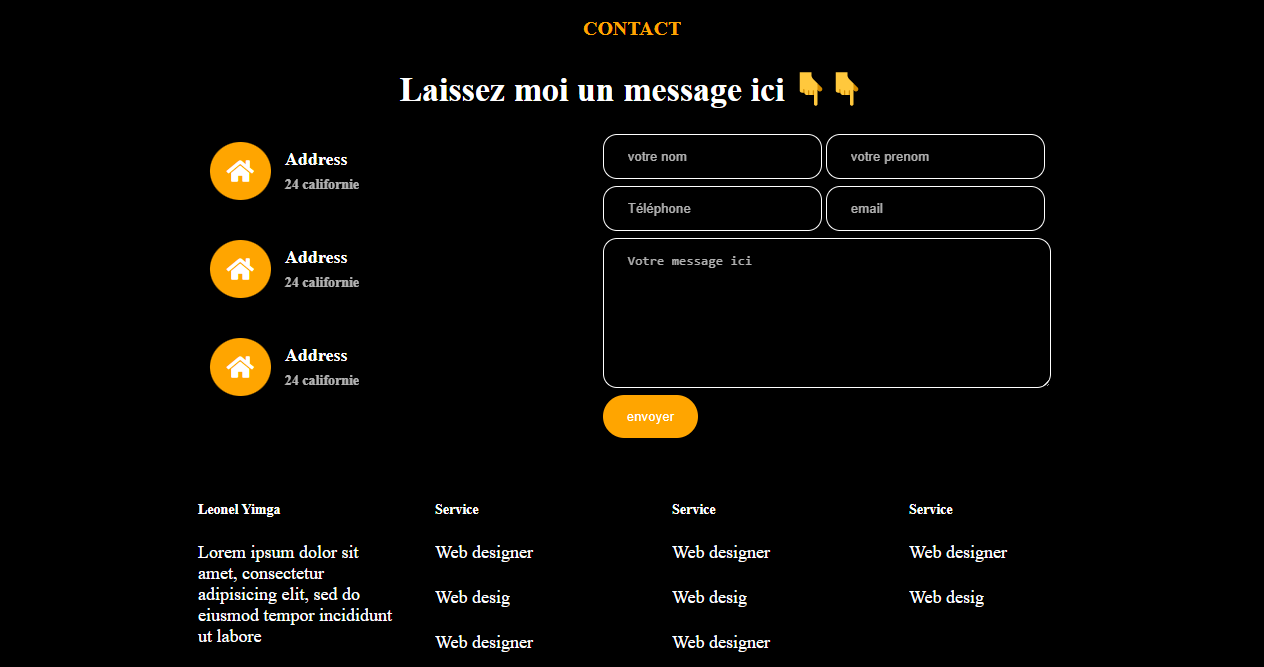 CONTACT
Laissez moi un message ici 👇👇
Address
24 californie
Address
24 californie
Address
24 californie
votre nom
votre prenom
Téléphone
email
Votre message ici
envoyer
Leonel Yimga
Lorem ipsum dolor sit
amet, consectetur
adipisicing elit, sed do
eiusmod tempor incididunt
ut labore
Service
Web designer
Web desig
Web designer
Service
Web designer
Web desig
Web designer
Service
Web designer
Web desig